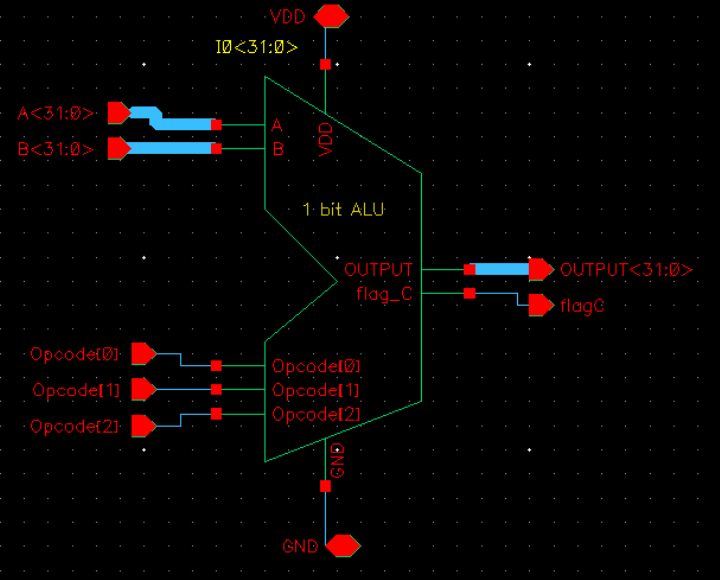 VDD
I0<31:0>
A<31:0>
A
VDD
B<31:0>
B
1 bit ALU
OUTPUT
OUTPUT<31:0>
flag_C
flagC
Opcode[0]
Opcode[0]
Opcode[1]
Opcode[1]
Opcode[2]
Opcode[2]
GND
GND